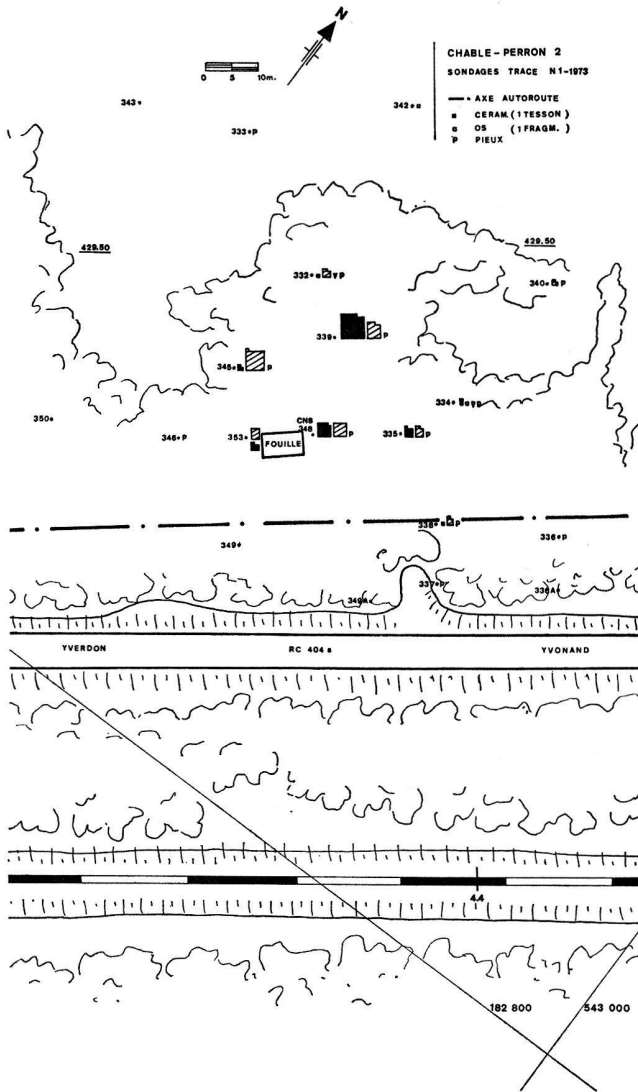 N
0 5 10m.
CHABLE-PERRON 2
SONDAGES TRACE N1-1973
AXE AUTOROUTE
CERAM. (1 TESSON)
OS (1 FRAGM.)
P PIEUX
343
342
333 P
429.50
429.50
332 P
340 P
339 P
345 P
334 P
350
346 P
353
FOUILLE
CNB
348 P
335 P
338 P
349
336 P
337 P
349A
336A
YVERDON
RC 404 a
YVONAND
4.4
182 800
543 000